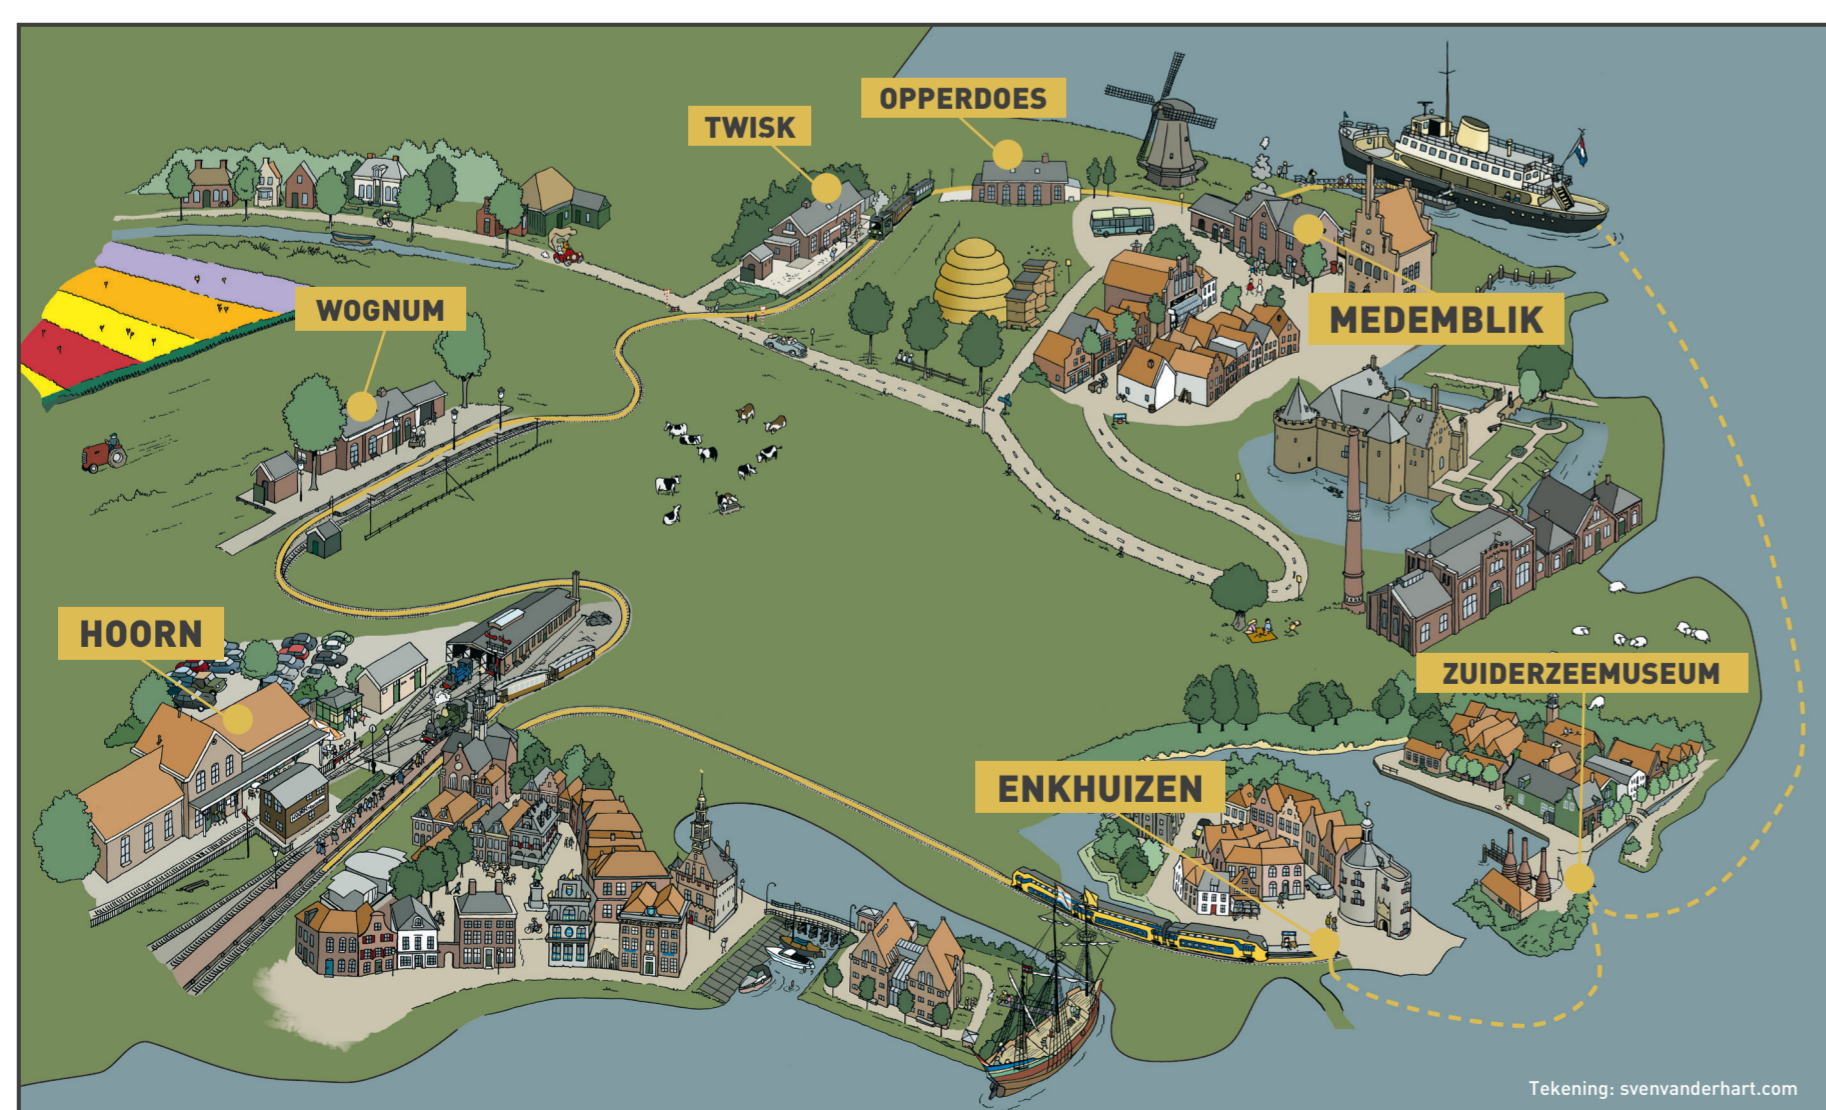 OPPERDOES
TWISK
WOGNUM
MEDEMBLIK
HOORN
ZUIDERZEEMUSEUM
ENKHUIZEN
Tekening: svenvanderhart.com